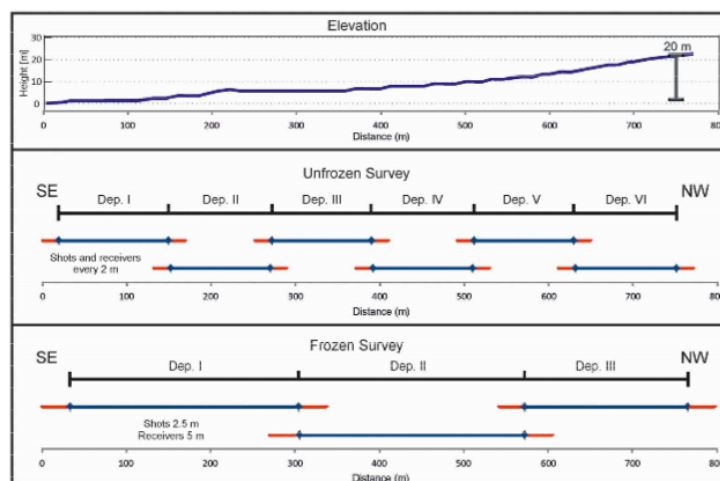 Elevation
Height [m]
30
20
10
0
20 m
0 100 200 300 400 500 600 700 800
Distance (m)
Unfrozen Survey
SE NW
Dep. I Dep. II Dep. III Dep. IV Dep. V Dep. VI
Shots and receivers
every 2 m
0 100 200 300 400 500 600 700 800
Distance (m)
Frozen Survey
SE NW
Dep. I Dep. II Dep. III
Shots 2.5 m
Receivers 5 m
0 100 200 300 400 500 600 700 800
Distance (m)